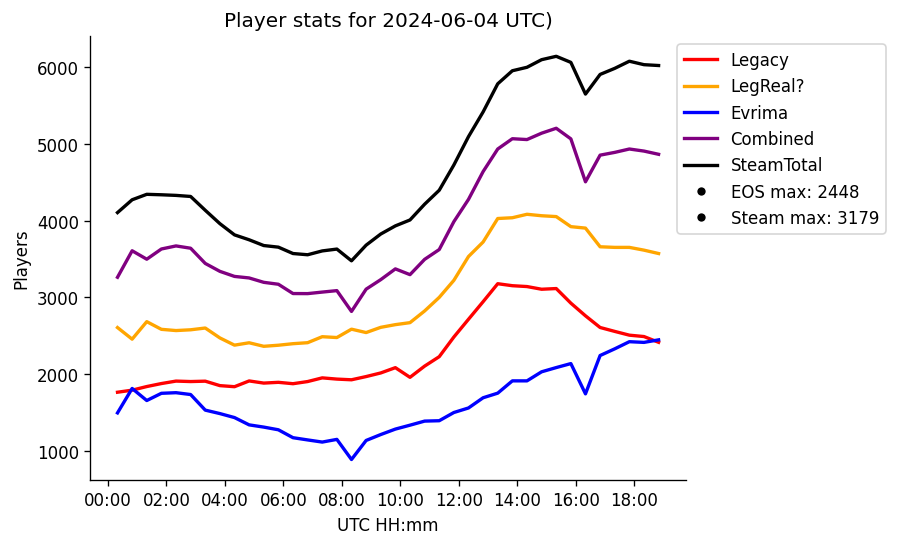 Player stats for 2024-06-04 UTC)
Legacy
LegReal?
Evrima
Combined
SteamTotal
EOS max: 2448
Steam max: 3179
Players
6000
5000
4000
3000
2000
1000
00:00 02:00 04:00 06:00 08:00 10:00 12:00 14:00 16:00 18:00
UTC HH:mm